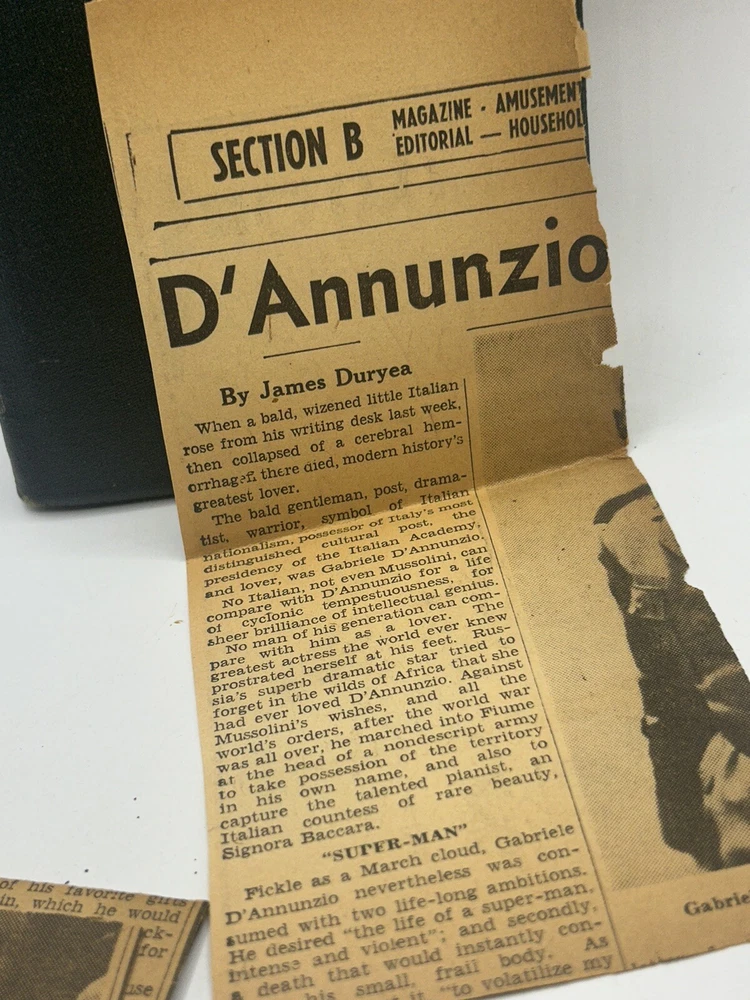 SECTION B
MAGAZINE - AMUSEMENT
EDITORIAL — HOUSEHOL
D'Annunzio
By James Duryea
When a bald, wizened little Italian
rose from his writing desk last week,
then collapsed of a cerebral hem-
there died, modern history's
greatest lover.
The bald gentleman, post, drama-
tist, warrior, symbol of Italian
nationalism, possessor of Italy's most
distinguished cultural post, the
presidency of the Italian Academy,
and lover, was Gabriele D'Annunzio.
No Italian, not even Mussolini, can
compare with D'Annunzio for a life
of cyclonic tempestuousness, for
sheer brilliance of intellectual genius.
No man of his generation can com-
pare with him as a lover. The
greatest actress the world ever knew
prostrated herself at his feet. Rus-
sia's superb dramatic star tried to
forget in the wilds of Africa that she
had ever loved D'Annunzio. Against
Mussolini's wishes, and all the
world's orders, after the world war
was all over, he marched into Fiume
at the head of a nondescript army
to take possession of the territory
in his own name, and also to
capture the talented pianist, an
Italian countess of rare beauty,
Signora Baccara.
"SUPER-MAN"
Fickle as a March cloud, Gabriele
D'Annunzio nevertheless was con-
sumed with two life-long ambitions.
He desired "the life of a super-man,
intense and violent"; and secondly,
a death that would instantly con-
his small, frail body. As
it "to volatilize my
Gabrie
of his favorite gifts
in, which he would
ck-
for
use